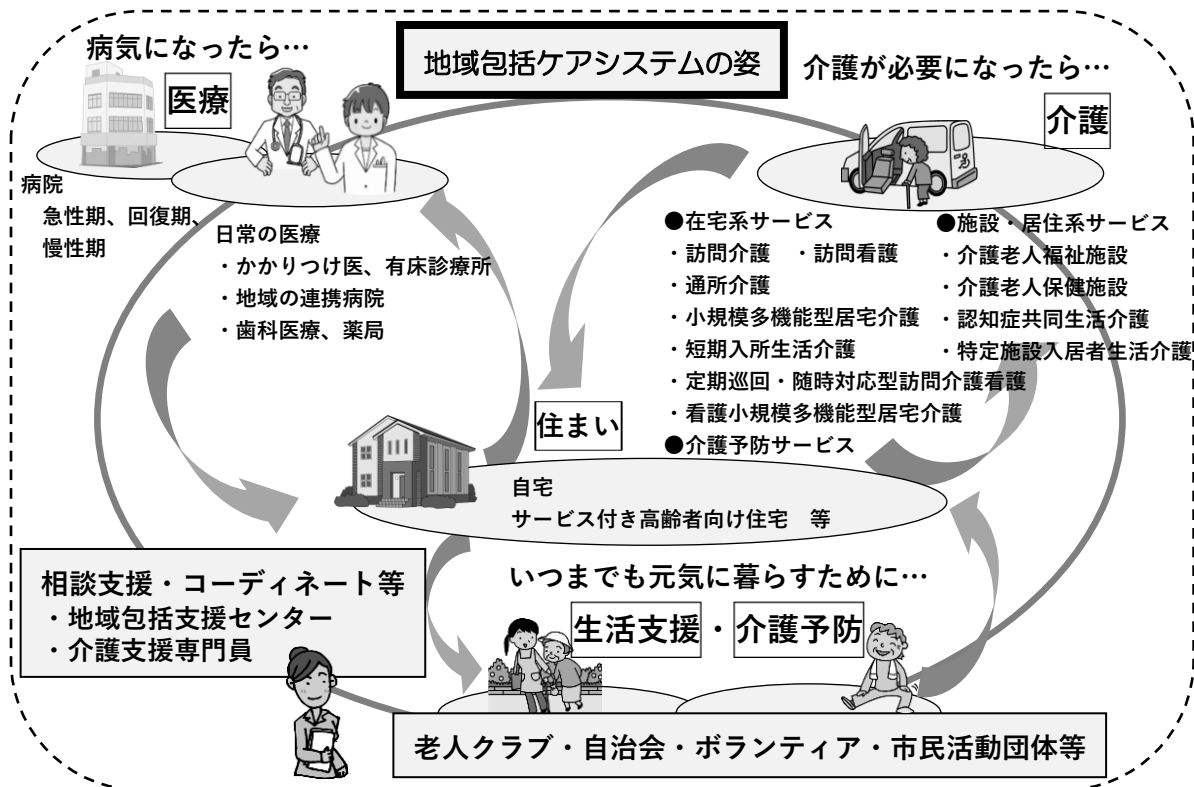 地域包括ケアシステムの姿
病気になったら…
医療
病院
急性期、回復期、
慢性期
日常の医療
・かかりつけ医、有床診療所
・地域の連携病院
・歯科医療、薬局
介護が必要になったら…
介護
●在宅系サービス
・訪問介護　・訪問看護
・通所介護
・小規模多機能型居宅介護
・短期入所生活介護
・定期巡回・随時対応型訪問介護看護
・看護小規模多機能型居宅介護
●介護予防サービス
●施設・居住系サービス
・介護老人福祉施設
・介護老人保健施設
・認知症共同生活介護
・特定施設入居者生活介護
住まい
自宅
サービス付き高齢者向け住宅　等
相談支援・コーディネート等
・地域包括支援センター
・介護支援専門員
いつまでも元気に暮らすために…
生活支援・介護予防
老人クラブ・自治会・ボランティア・市民活動団体等